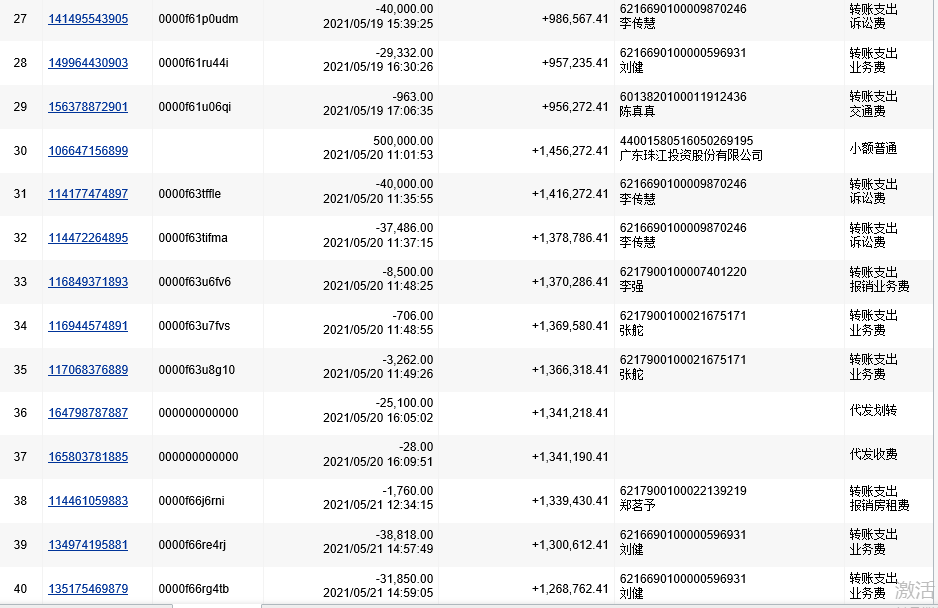 27 141495543905 0000f61p0udm -40,000.00 +986,567.41 6216690100009870246 转账支出
2021/05/19 15:39:25 李传慧 诉讼费
28 149964430903 0000f61ru44i -29,332.00 +957,235.41 6216690100000596931 转账支出
2021/05/19 16:30:26 刘健 业务费
29 156378872901 0000f61u06qi -963.00 +956,272.41 6013820100011912436 转账支出
2021/05/19 17:06:35 陈真真 交通费
30 106647156899 500,000.00 +1,456,272.41 44001580516050269195 小额普通
2021/05/20 11:01:53 广东珠江投资股份有限公司
31 114177474897 0000f63tffle -40,000.00 +1,416,272.41 6216690100009870246 转账支出
2021/05/20 11:35:55 李传慧 诉讼费
32 114472264895 0000f63tifma -37,486.00 +1,378,786.41 6216690100009870246 转账支出
2021/05/20 11:37:15 李传慧 诉讼费
33 116849371893 0000f63u6fv6 -8,500.00 +1,370,286.41 6217900100007401220 转账支出
2021/05/20 11:48:25 李强 报销业务费
34 116944574891 0000f63u7fvs -706.00 +1,369,580.41 6217900100021675171 转账支出
2021/05/20 11:48:55 张舵 业务费
35 117068376889 0000f63u8g10 -3,262.00 +1,366,318.41 6217900100021675171 转账支出
2021/05/20 11:49:26 张舵 业务费
36 164798787887 000000000000 -25,100.00 +1,341,218.41 代发划转
2021/05/20 16:05:02
37 165803781885 000000000000 -28.00 +1,341,190.41 代发收费
2021/05/20 16:09:51
38 114461059883 0000f66j6rni -1,760.00 +1,339,430.41 6217900100022139219 转账支出
2021/05/21 12:34:15 郑茗予 报销房租费
39 134974195881 0000f66re4rj -38,818.00 +1,300,612.41 6216690100000596931 转账支出
2021/05/21 14:57:49 刘健 业务费
40 135175469879 0000f66rg4tb -31,850.00 +1,268,762.41 6216690100000596931 转账支出
2021/05/21 14:59:05 刘健 业务费
激活